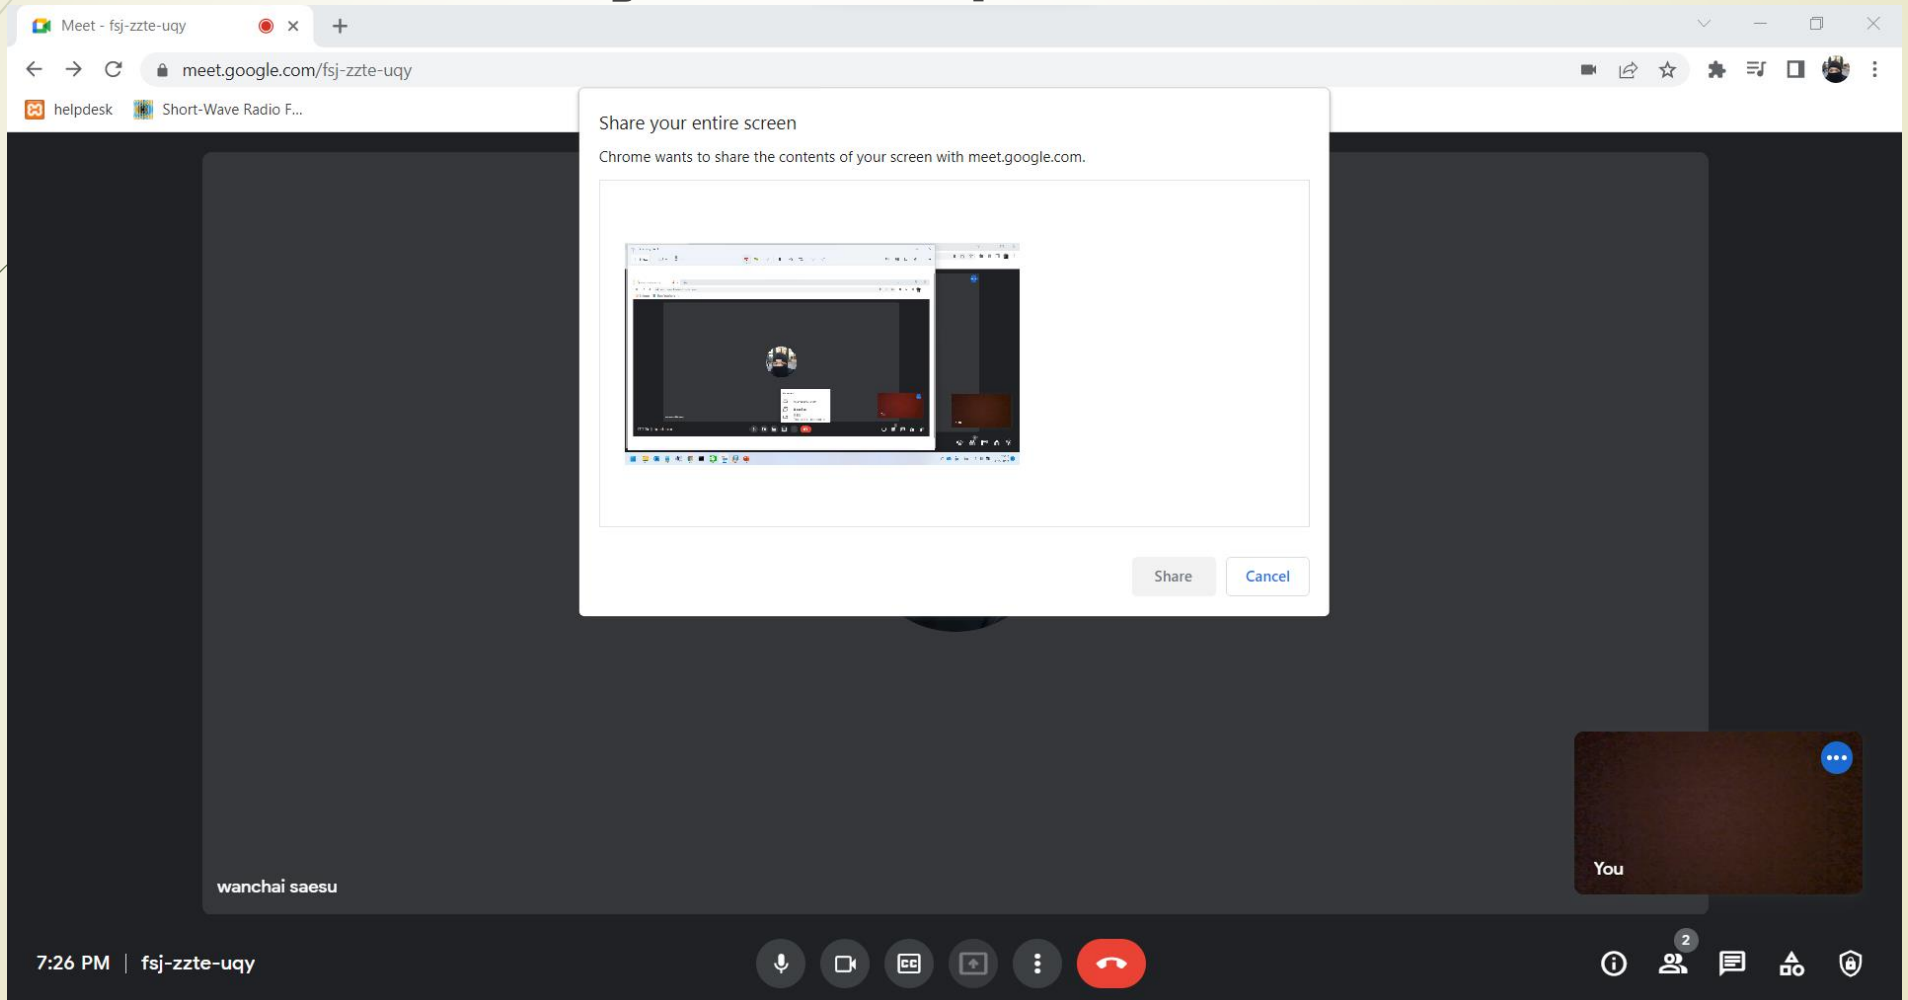 Meet - fsj-zzte-uqy
meet.google.com/fsj-zzte-uqy
helpdesk
Short-Wave Radio F...
Share your entire screen
Chrome wants to share the contents of your screen with meet.google.com.
Share
Cancel
You
wanchai saesu
2
7:26 PM | fsj-zzte-uqy
CC